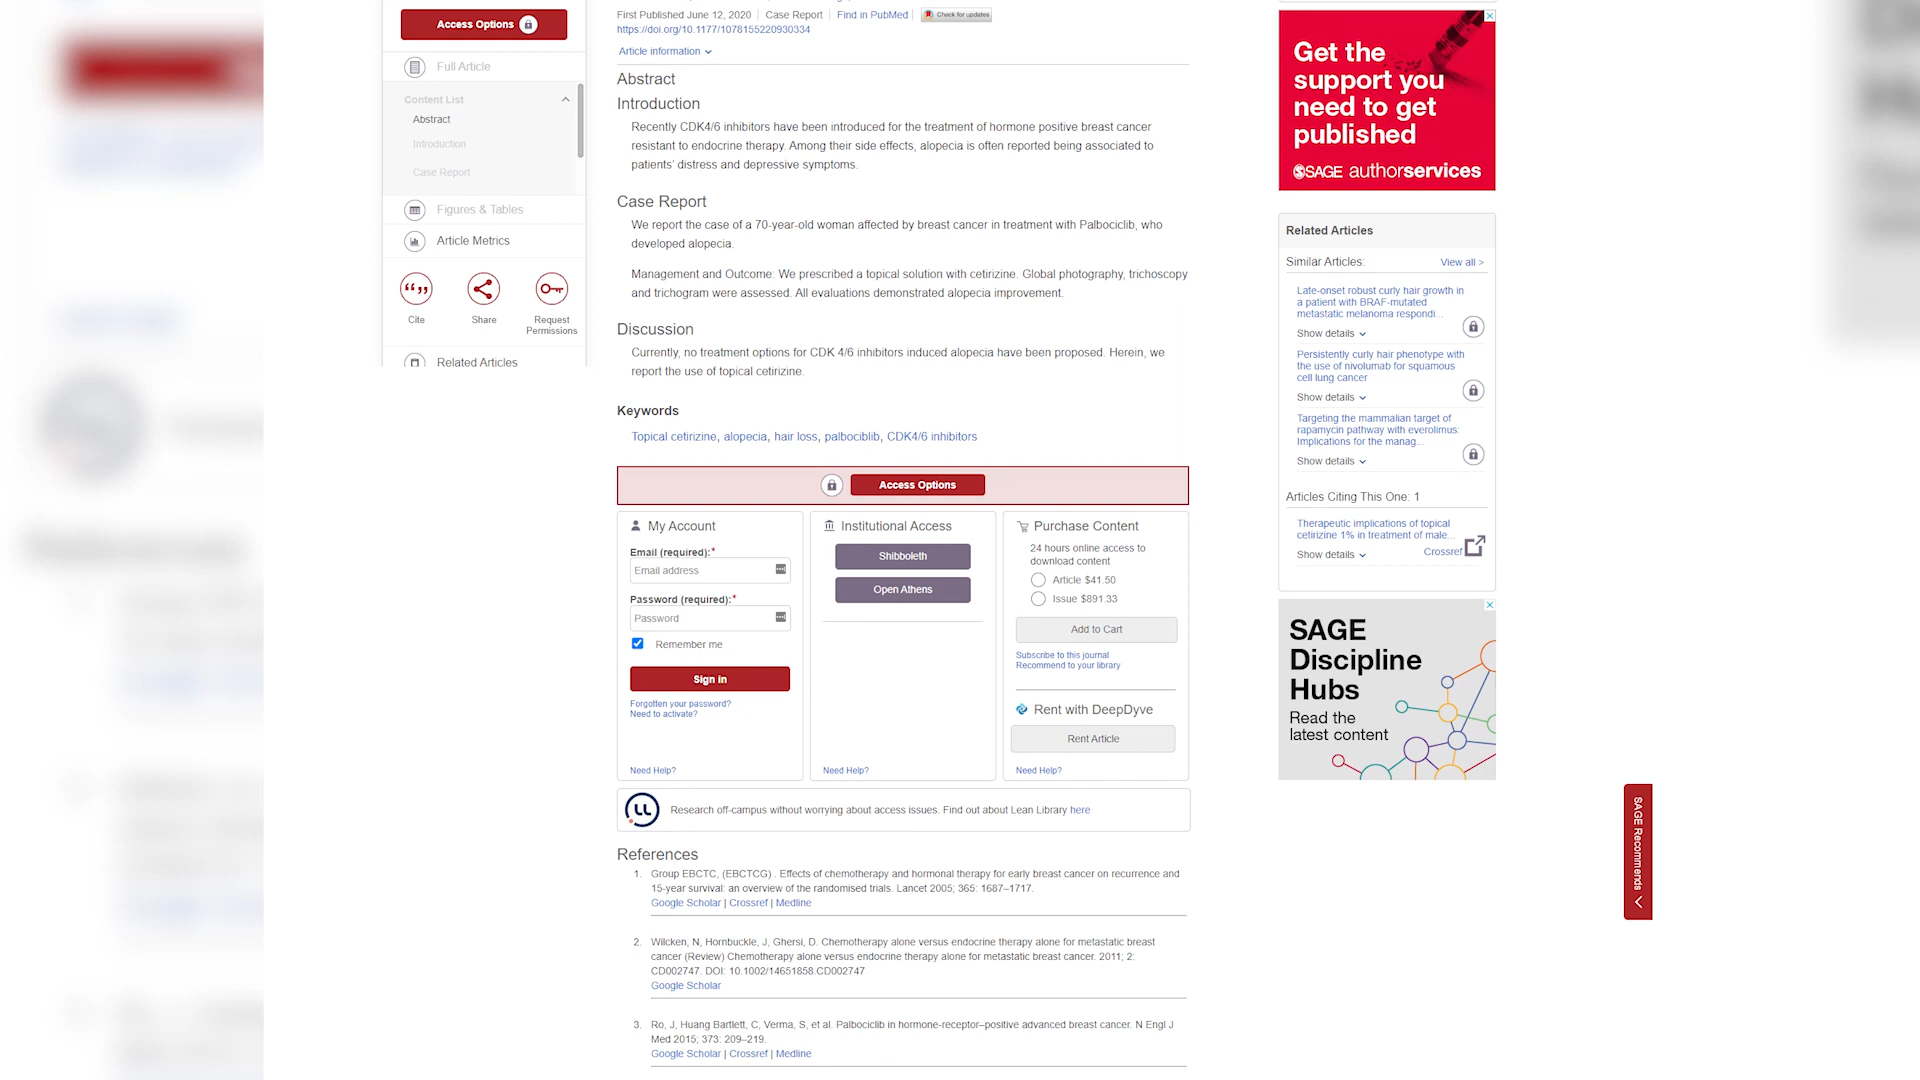 Access Options
Full Article
Content List
Abstract
Introduction
Case Report
Figures & Tables
Article Metrics
Cite
Share
Request
Permissions
Related Articles
First Published June 12, 2020 | Case Report | Find in PubMed | Check for updates
https://doi.org/10.1177/1078155220930334
Article information
Abstract
Introduction
Recently CDK4/6 inhibitors have been introduced for the treatment of hormone positive breast cancer
resistant to endocrine therapy. Among their side effects, alopecia is often reported being associated to
patients' distress and depressive symptoms.
Case Report
We report the case of a 70-year-old woman affected by breast cancer in treatment with Palbociclib, who
developed alopecia.
Management and Outcome: We prescribed a topical solution with cetirizine. Global photography, trichoscopy
and trichogram were assessed. All evaluations demonstrated alopecia improvement.
Discussion
Currently, no treatment options for CDK 4/6 inhibitors induced alopecia have been proposed. Herein, we
report the use of topical cetirizine.
Keywords
Topical cetirizine, alopecia, hair loss, palbociblib, CDK4/6 inhibitors
Access Options
My Account
Email (required):*
Email address
Password (required):*
Password
Remember me
Sign in
Forgotten your password?
Need to activate?
Need Help?
Institutional Access
Shibboleth
Open Athens
Need Help?
Purchase Content
24 hours online access to
download content
Article $41.50
Issue $891.33
Add to Cart
Subscribe to this journal
Recommend to your library
Rent with DeepDyve
Rent Article
Need Help?
LL
Research off-campus without worrying about access issues. Find out about Lean Library here
References
1. Group EBCTC, (EBCTCG) . Effects of chemotherapy and hormonal therapy for early breast cancer on recurrence and
15-year survival: an overview of the randomised trials. Lancet 2005; 365: 1687–1717.
Google Scholar | Crossref | Medline
2. Wilcken, N, Hornbuckle, J, Ghersi, D. Chemotherapy alone versus endocrine therapy alone for metastatic breast
cancer (Review) Chemotherapy alone versus endocrine therapy alone for metastatic breast cancer. 2011; 2:
CD002747. DOI: 10.1002/14651858.CD002747
Google Scholar
3. Ro, J, Huang Bartlett, C, Verma, S, et al. Palbociclib in hormone-receptor–positive advanced breast cancer. N Engl J
Med 2015; 373: 209–219.
Google Scholar | Crossref | Medline
Get the
support you
need to get
published
SAGE authorservices
Related Articles
Similar Articles:
View all >
Late-onset robust curly hair growth in
a patient with BRAF-mutated
metastatic melanoma respondi...
Show details
Persistently curly hair phenotype with
the use of nivolumab for squamous
cell lung cancer
Show details
Targeting the mammalian target of
rapamycin pathway with everolimus:
Implications for the manag...
Show details
Articles Citing This One: 1
Therapeutic implications of topical
cetirizine 1% in treatment of male...
Show details
Crossref
SAGE
Discipline
Hubs
Read the
latest content
SAGE Recommends